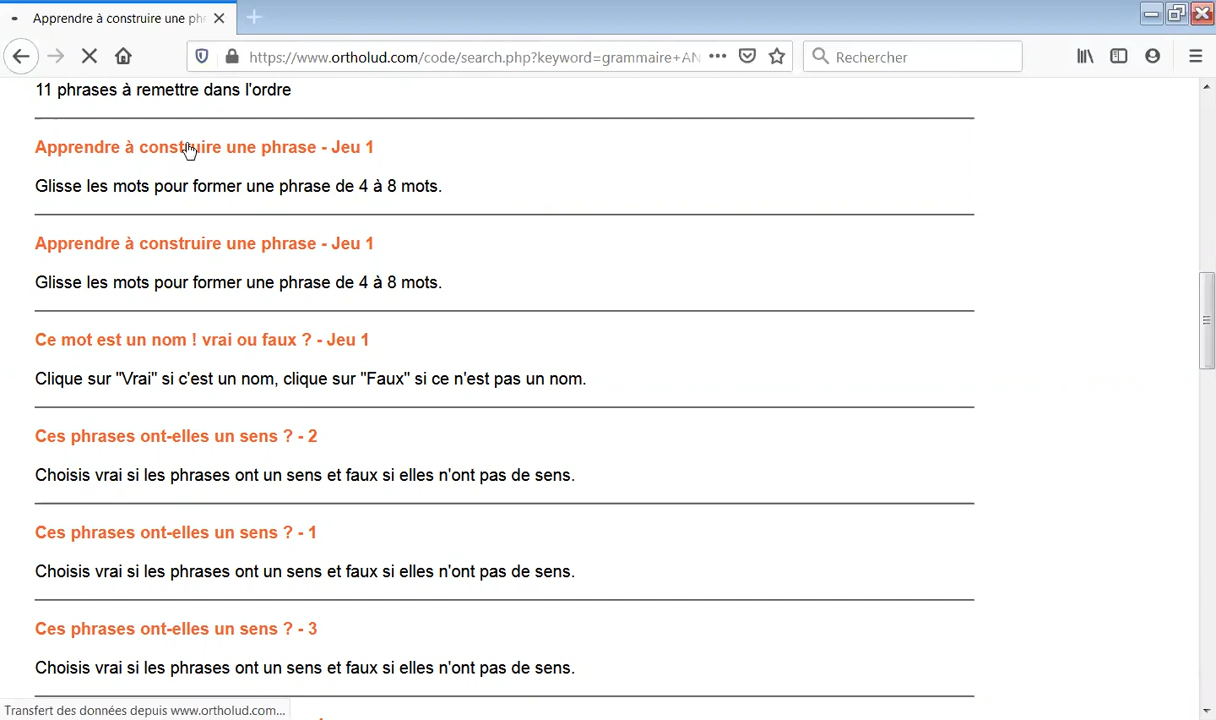 Apprendre à construire une phr
https://www.ortholud.com/code/search.php?keyword=grammaire+AN
Rechercher
11 phrases à remettre dans l'ordre
Apprendre à construire une phrase - Jeu 1
Glisse les mots pour former une phrase de 4 à 8 mots.
Apprendre à construire une phrase - Jeu 1
Glisse les mots pour former une phrase de 4 à 8 mots.
Ce mot est un nom ! vrai ou faux ? - Jeu 1
Clique sur "Vrai" si c'est un nom, clique sur "Faux" si ce n'est pas un nom.
Ces phrases ont-elles un sens ? - 2
Choisis vrai si les phrases ont un sens et faux si elles n'ont pas de sens.
Ces phrases ont-elles un sens ? - 1
Choisis vrai si les phrases ont un sens et faux si elles n'ont pas de sens.
Ces phrases ont-elles un sens ? - 3
Choisis vrai si les phrases ont un sens et faux si elles n'ont pas de sens.
Transfert des données depuis www.ortholud.com...